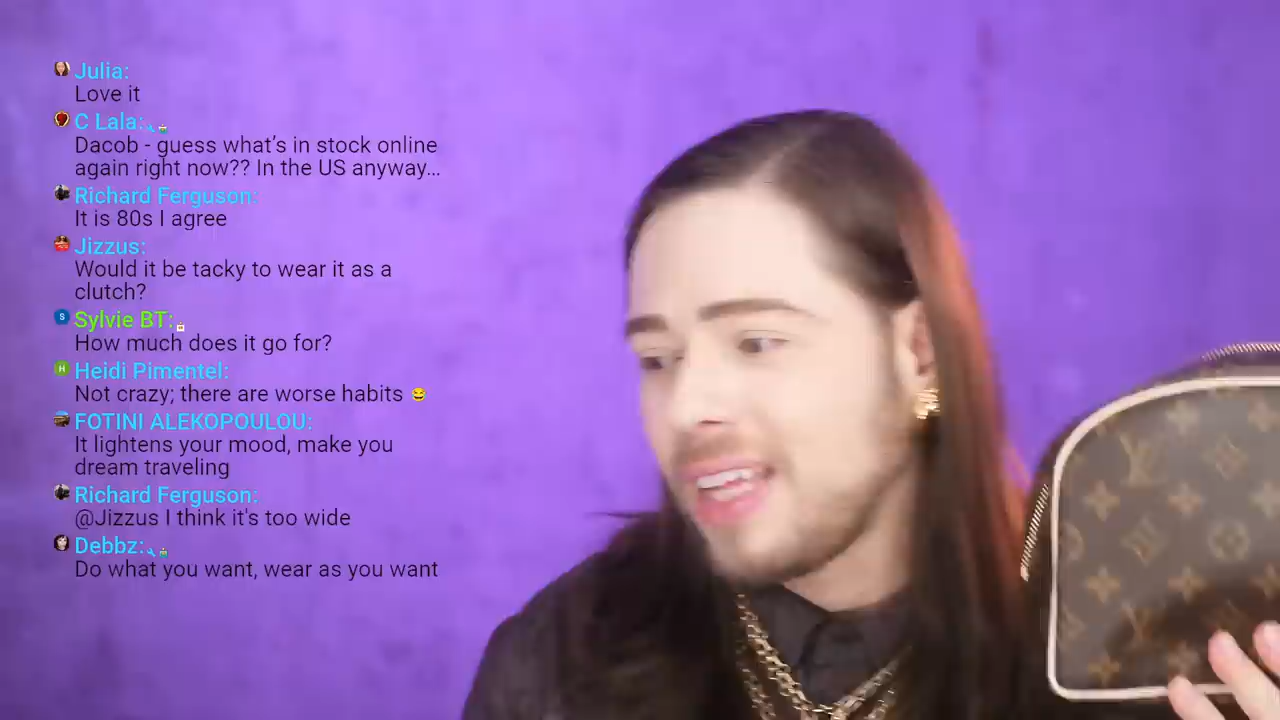 Julia:
Love it
C Lala:
Dacob - guess what’s in stock online
again right now?? In the US anyway...
Richard Ferguson:
It is 80s I agree
Jizzus:
Would it be tacky to wear it as a
clutch?
S Sylvie BT:
How much does it go for?
H Heidi Pimentel:
Not crazy; there are worse habits 😂
FOTINI ALEKOPOULOU:
It lightens your mood, make you
dream traveling
Richard Ferguson:
@Jizzus I think it's too wide
Debbz:
Do what you want, wear as you want